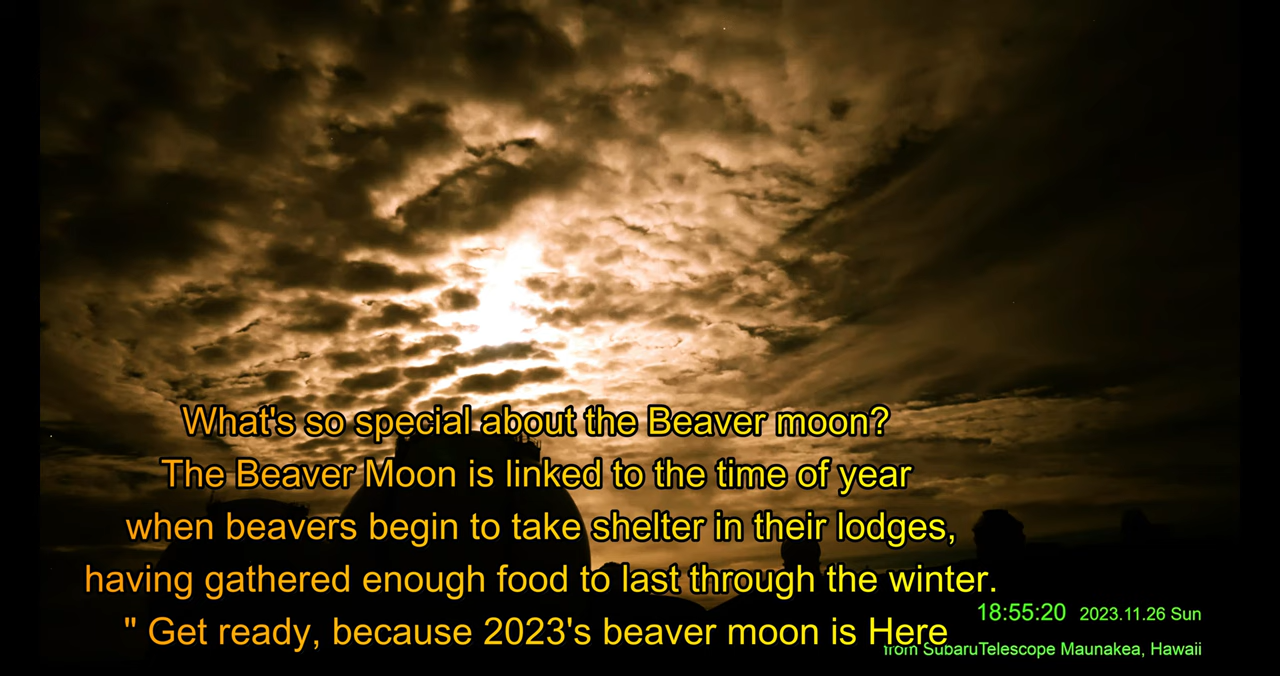 What's so special about the Beaver moon?
The Beaver Moon is linked to the time of year
when beavers begin to take shelter in their lodges,
having gathered enough food to last through the winter.
" Get ready, because 2023's beaver moon is Here
18:55:20 2023.11.26 Sun
from SubaruTelescope Maunakea, Hawaii